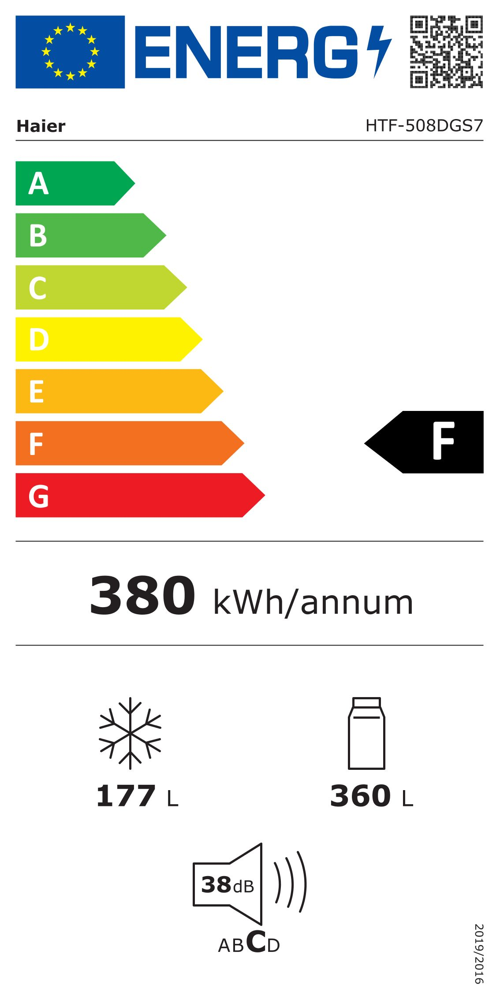 ENERG
Haier
HTF-508DGS7
A
B
C
D
E
F
F
G
380 kWh/annum
177 L
360 L
38dB
ABCD
2019/2016